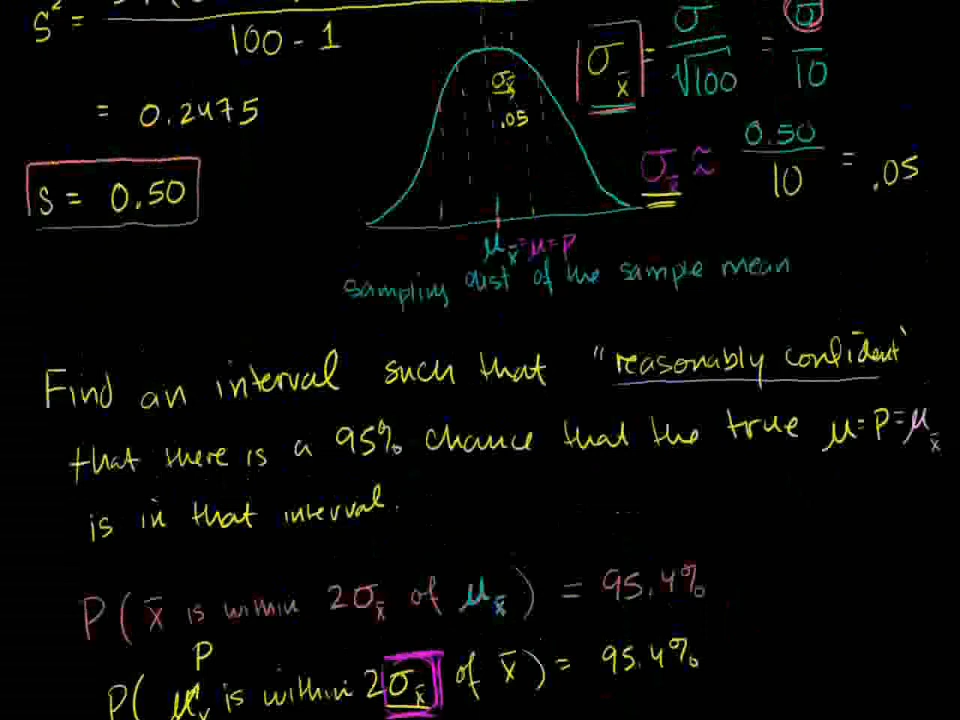 S² =
100 - 1
= 0.2475
S = 0.50
σx̄
.05
μx̄ = μ = P
sampling dist of the sample mean
σx̄ = σ/√100 = σ/10
σx̄ ≈ 0.50/10 = .05
Find an interval such that "reasonably confident"
that there is a 95% chance that the true μ = P = μx̄
is in that interval.
P(x̄ is within 2σx̄ of μx̄) = 95.4%
P
P(μx̄ is within 2σx̄ of x̄) = 95.4%